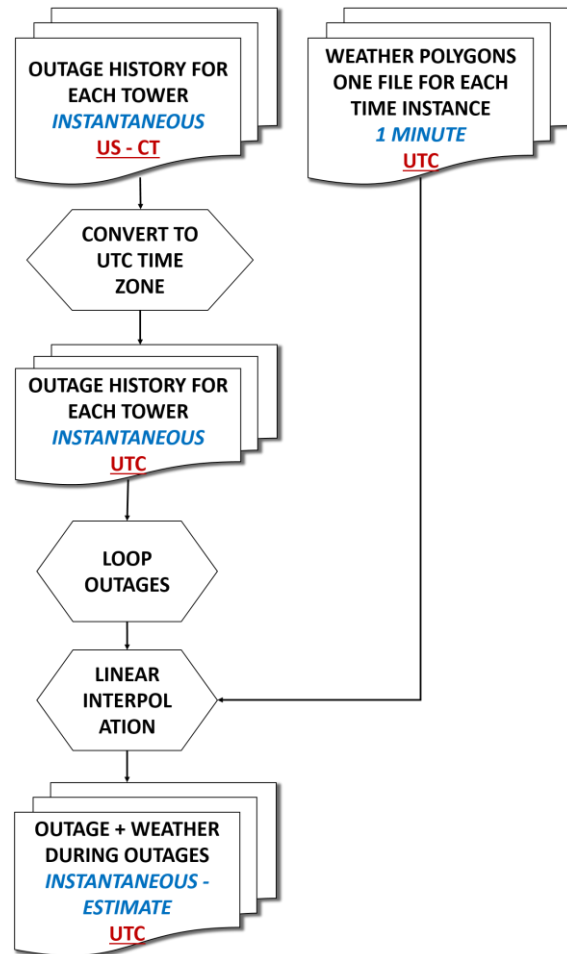 OUTAGE HISTORY FOR
EACH TOWER
INSTANTANEOUS
US - CT
WEATHER POLYGONS
ONE FILE FOR EACH
TIME INSTANCE
1 MINUTE
UTC
CONVERT TO
UTC TIME
ZONE
OUTAGE HISTORY FOR
EACH TOWER
INSTANTANEOUS
UTC
LOOP
OUTAGES
LINEAR
INTERPOL
ATION
OUTAGE + WEATHER
DURING OUTAGES
INSTANTANEOUS -
ESTIMATE
UTC